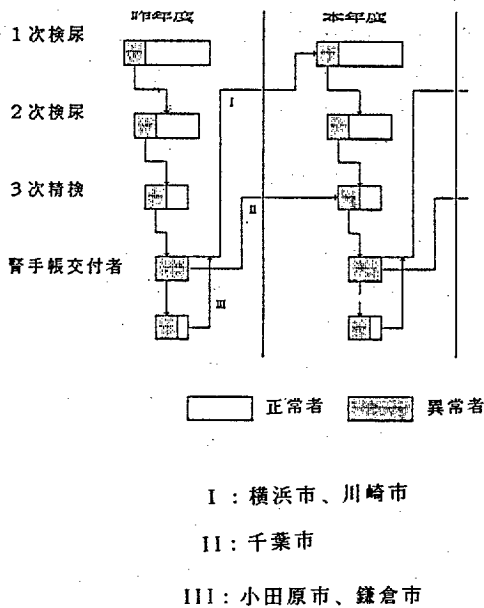 昨年度 来年度
1次検尿
I
2次検尿
3次精検
II
腎手帳交付者
III
正常者 異常者
I：横浜市、川崎市
II：千葉市
III：小田原市、鎌倉市